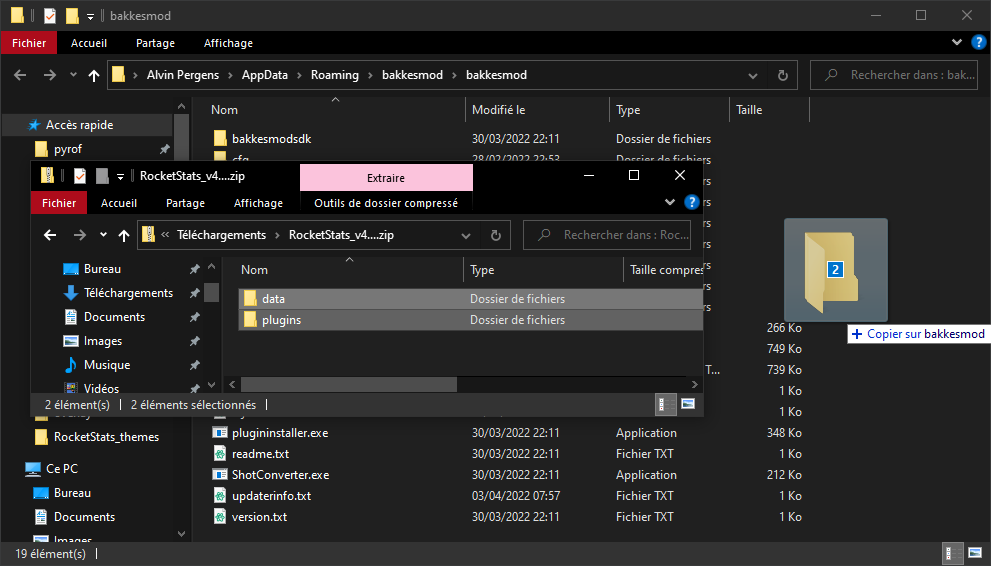 bakkesmod
Fichier Accueil Partage Affichage
Alvin Pergens AppData Roaming bakkesmod bakkesmod
Rechercher dans : bak...
Nom Modifié le Type Taille
Accès rapide
pyrof
bakkesmodsdk 30/03/2022 22:11 Dossier de fichiers
cfg 28/02/2022 22:53 Dossier de fichiers
RocketStats_v4....zip Extraire
Fichier Accueil Partage Affichage Outils de dossier compressé
« Téléchargements RocketStats_v4....zip
Rechercher dans : Roc...
Nom Type Taille compres
Bureau
Téléchargements
Documents
Images
Musique
Vidéos
data Dossier de fichiers
plugins Dossier de fichiers
2 élément(s) 2 éléments sélectionnés
2
Copier sur bakkesmod
266 Ko
749 Ko
T... 739 Ko
1 Ko
1 Ko
RocketStats_themes
Ce PC
Bureau
Documents
Images
plugininstaller.exe 30/03/2022 22:11 Application 348 Ko
readme.txt 30/03/2022 22:11 Fichier TXT 1 Ko
ShotConverter.exe 30/03/2022 22:11 Application 212 Ko
updaterinfo.txt 03/04/2022 07:57 Fichier TXT 1 Ko
version.txt 30/03/2022 22:11 Fichier TXT 1 Ko
19 élément(s)